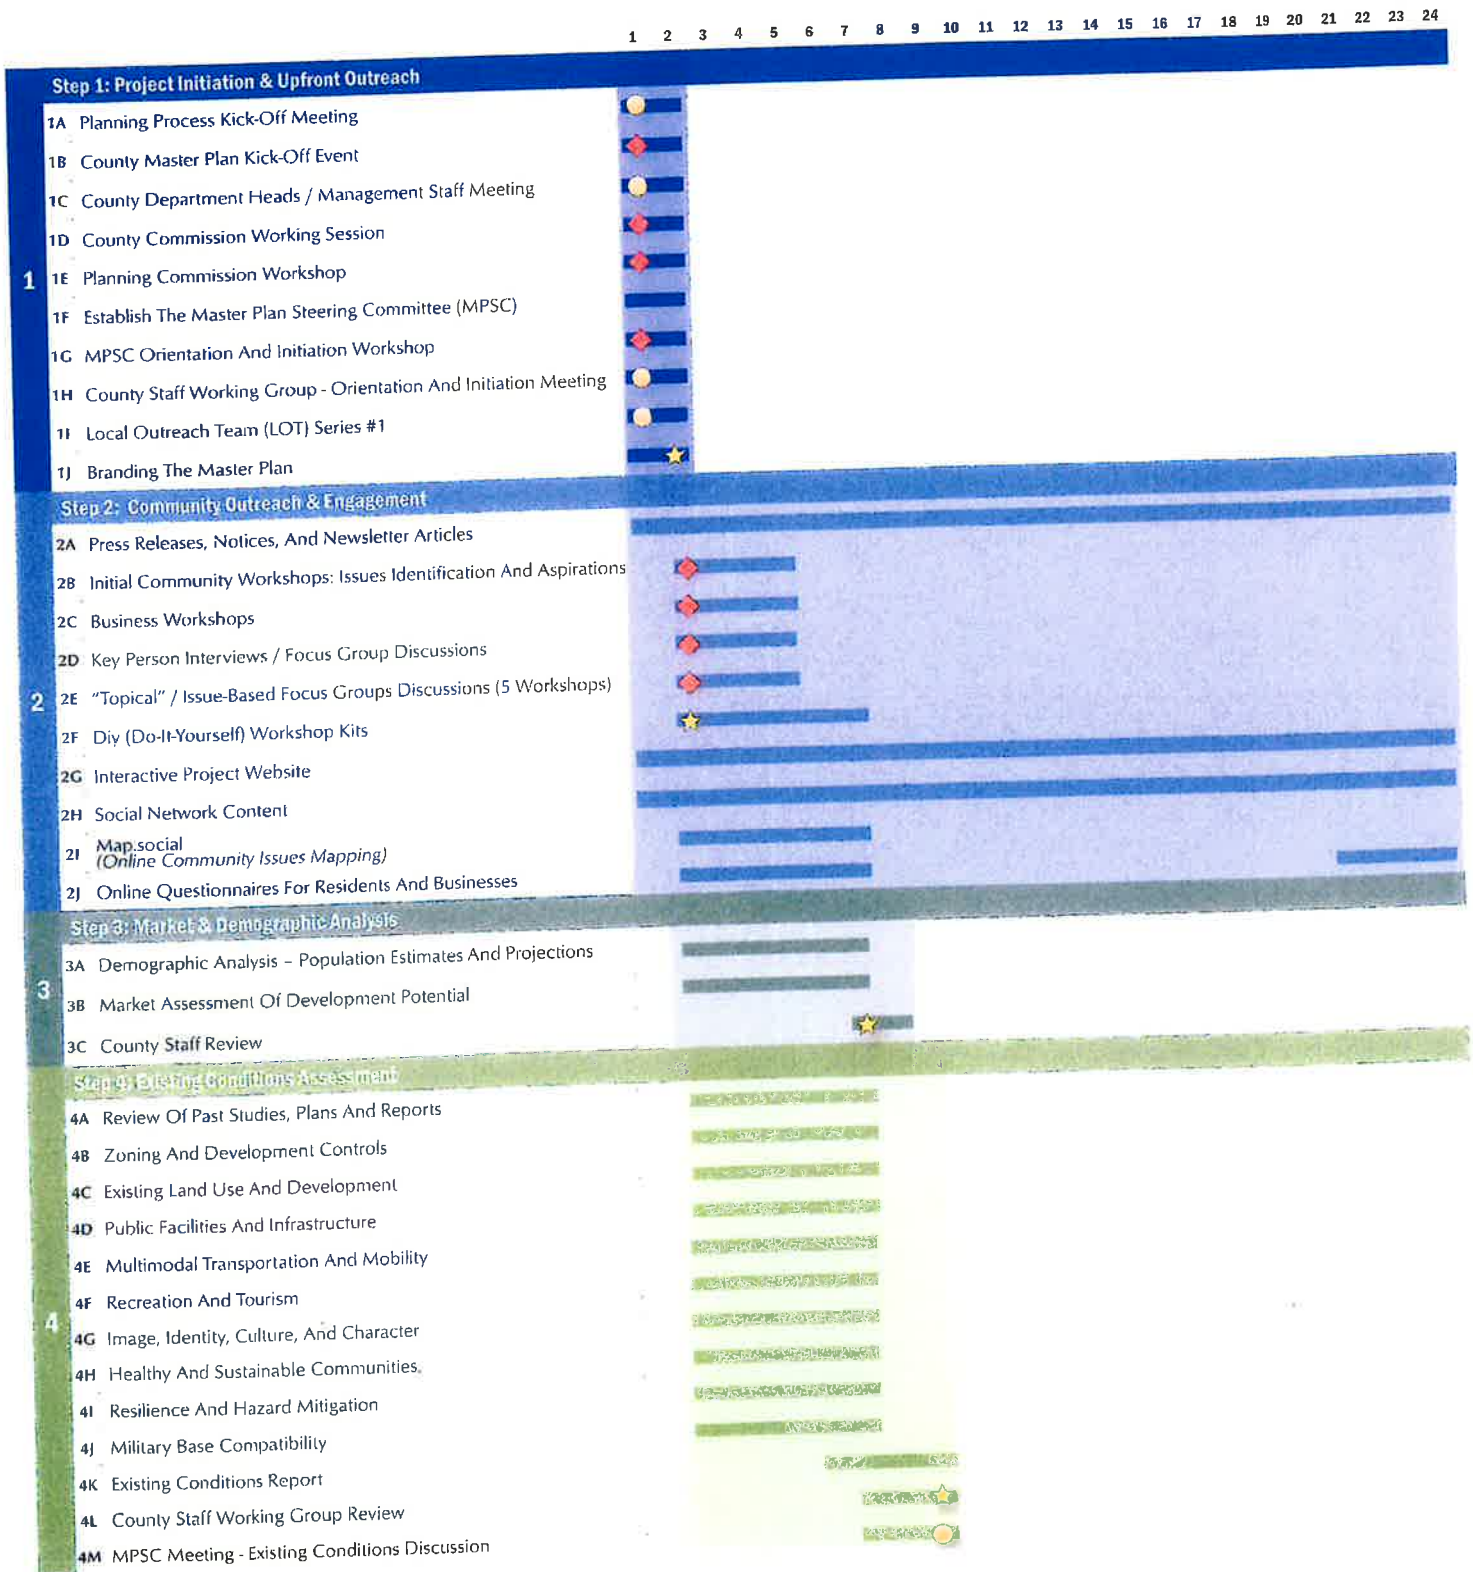 1 2 3 4 5 6 7 8 9 10 11 12 13 14 15 16 17 18 19 20 21 22 23 24
Step 1: Project Initiation & Upfront Outreach
1
1A Planning Process Kick-Off Meeting
1B County Master Plan Kick-Off Event
1C County Department Heads / Management Staff Meeting
1D County Commission Working Session
1E Planning Commission Workshop
1F Establish The Master Plan Steering Committee (MPSC)
1G MPSC Orientation And Initiation Workshop
1H County Staff Working Group - Orientation And Initiation Meeting
1I Local Outreach Team (LOT) Series #1
1J Branding The Master Plan
Step 2: Community Outreach & Engagement
2
2A Press Releases, Notices, And Newsletter Articles
2B Initial Community Workshops: Issues Identification And Aspirations
2C Business Workshops
2D Key Person Interviews / Focus Group Discussions
2E "Topical" / Issue-Based Focus Groups Discussions (5 Workshops)
2F Diy (Do-It-Yourself) Workshop Kits
2G Interactive Project Website
2H Social Network Content
2I Map.social
(Online Community Issues Mapping)
2J Online Questionnaires For Residents And Businesses
Step 3: Market & Demographic Analysis
3
3A Demographic Analysis – Population Estimates And Projections
3B Market Assessment Of Development Potential
3C County Staff Review
Step 4: Existing Conditions Assessment
4
4A Review Of Past Studies, Plans And Reports
4B Zoning And Development Controls
4C Existing Land Use And Development
4D Public Facilities And Infrastructure
4E Multimodal Transportation And Mobility
4F Recreation And Tourism
4G Image, Identity, Culture, And Character
4H Healthy And Sustainable Communities
4I Resilience And Hazard Mitigation
4J Military Base Compatibility
4K Existing Conditions Report
4L County Staff Working Group Review
4M MPSC Meeting - Existing Conditions Discussion